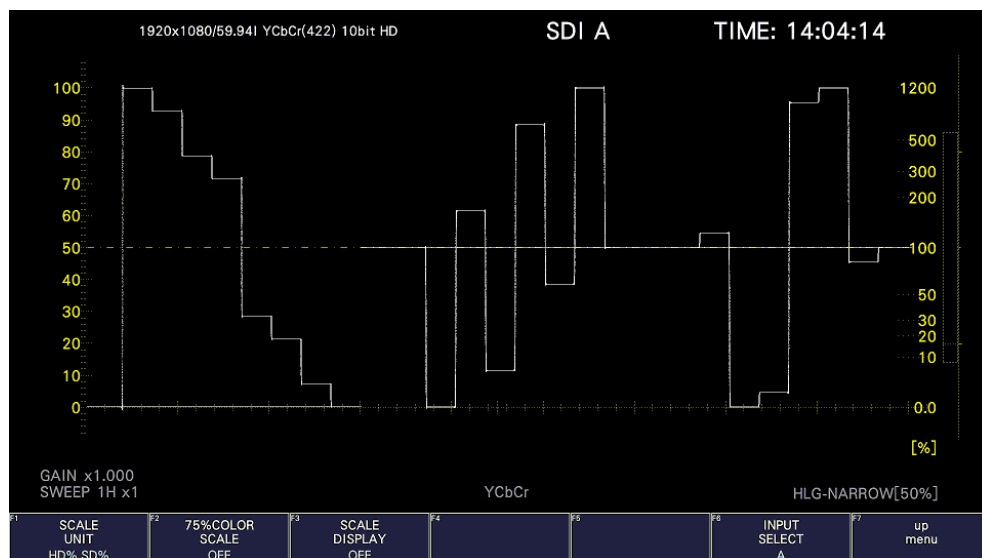 1920x1080/59.94I YCbCr(422) 10bit HD SDI A TIME: 14:04:14
100 1200
90
80 500
70 300
60 200
50 100
40
30 50
20 30
20
10 10
0 0.0
[%]
GAIN x1.000
SWEEP 1H x1 YCbCr HLG-NARROW[50%]
F1 SCALE UNIT HD% SD%
F2 75%COLOR SCALE OFF
F3 SCALE DISPLAY OFF
F4
F5
F6 INPUT SELECT A
F7 up menu